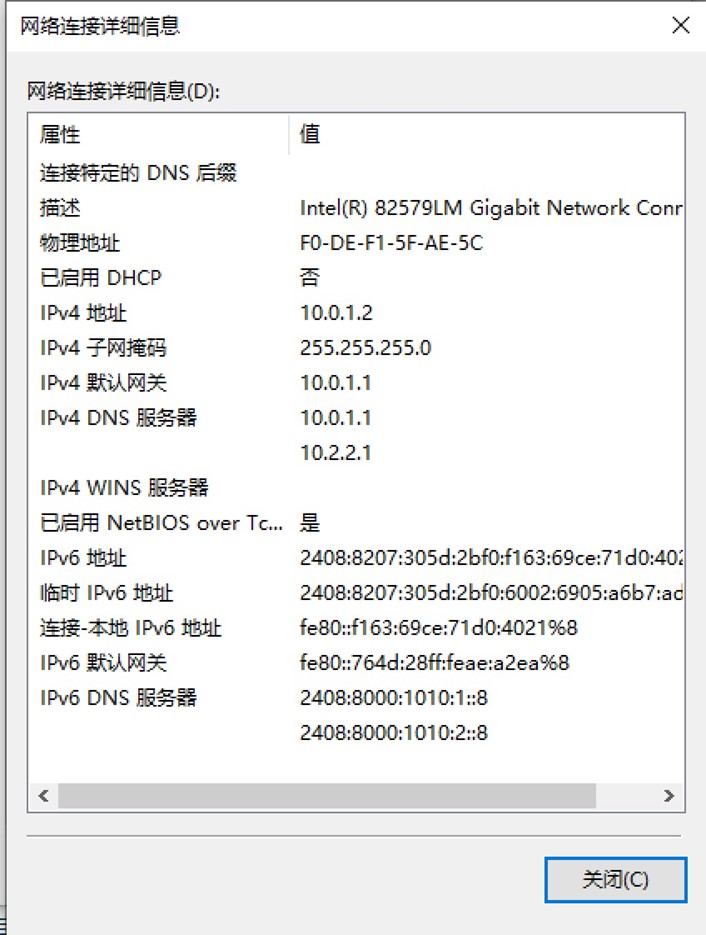 网络连接详细信息
网络连接详细信息(D):
属性 值
连接特定的 DNS 后缀
描述 Intel(R) 82579LM Gigabit Network Conn
物理地址 F0-DE-F1-5F-AE-5C
已启用 DHCP 否
IPv4 地址 10.0.1.2
IPv4 子网掩码 255.255.255.0
IPv4 默认网关 10.0.1.1
IPv4 DNS 服务器 10.0.1.1
10.2.2.1
IPv4 WINS 服务器
已启用 NetBIOS over Tc... 是
IPv6 地址 2408:8207:305d:2bf0:f163:69ce:71d0:402
临时 IPv6 地址 2408:8207:305d:2bf0:6002:6905:a6b7:ad
连接-本地 IPv6 地址 fe80::f163:69ce:71d0:4021%8
IPv6 默认网关 fe80::764d:28ff:feae:a2ea%8
IPv6 DNS 服务器 2408:8000:1010:1::8
2408:8000:1010:2::8
关闭(C)